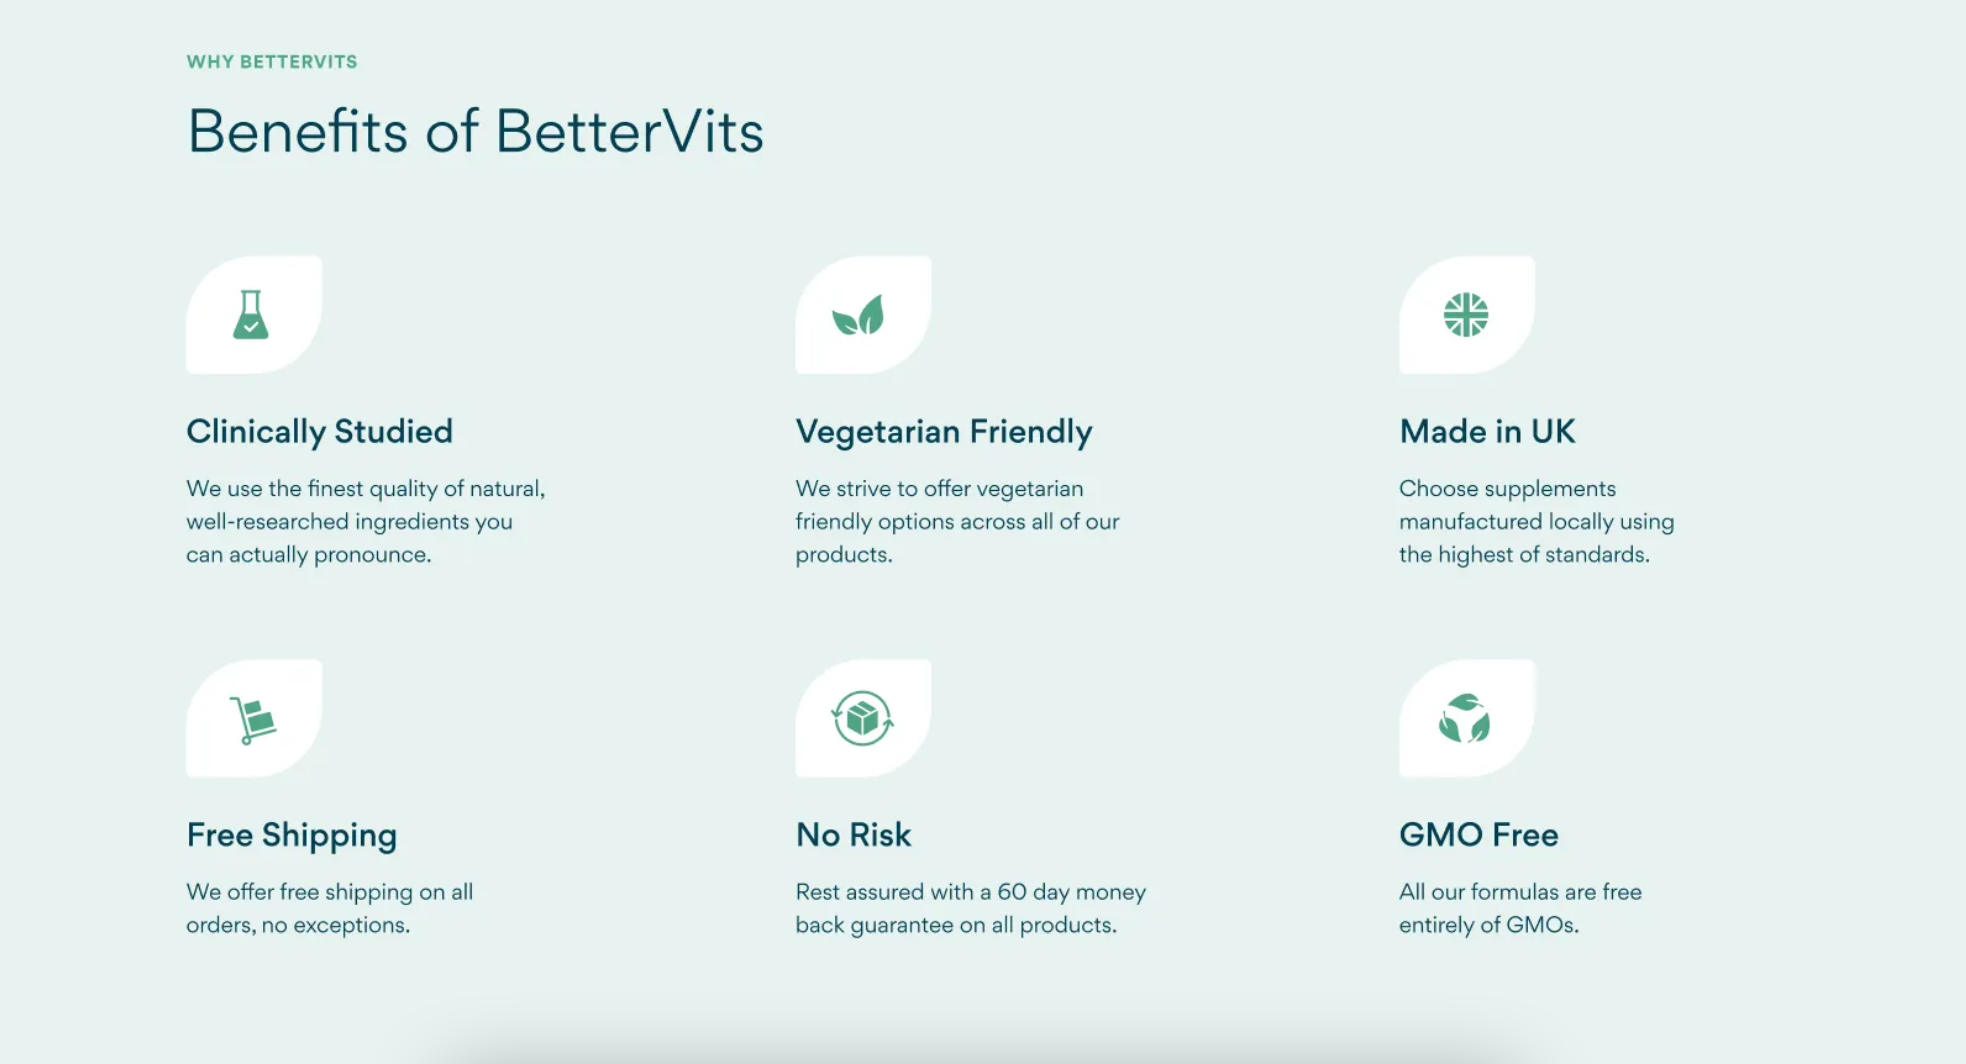 WHY BETTERVITS
Benefits of BetterVits
Clinically Studied
We use the finest quality of natural,
well-researched ingredients you
can actually pronounce.
Vegetarian Friendly
We strive to offer vegetarian
friendly options across all of our
products.
Made in UK
Choose supplements
manufactured locally using
the highest of standards.
Free Shipping
We offer free shipping on all
orders, no exceptions.
No Risk
Rest assured with a 60 day money
back guarantee on all products.
GMO Free
All our formulas are free
entirely of GMOs.